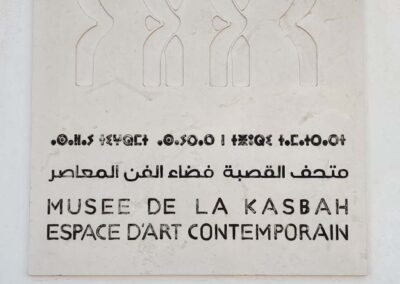 متحف القصبة فضاء الفن المعاصر
MUSEE DE LA KASBAH
ESPACE D'ART CONTEMPORAIN